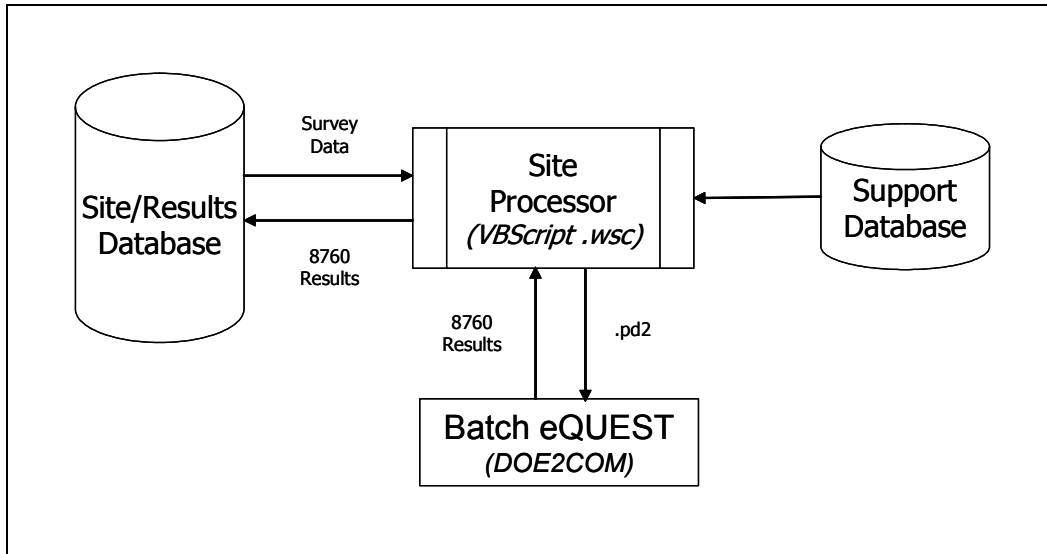 Survey
Data
Site/Results
Database
8760
Results
Site
Processor
(VBScript .wsc)
Support
Database
8760
Results
.pd2
Batch eQUEST
(DOE2COM)